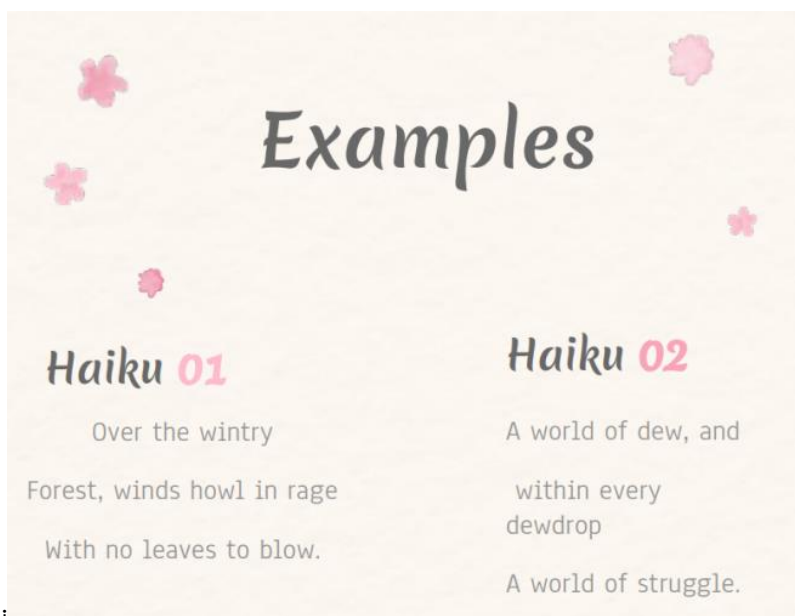 Examples
Haiku 01
Over the wintry
Forest, winds howl in rage
With no leaves to blow.
Haiku 02
A world of dew, and
within every
dewdrop
A world of struggle.